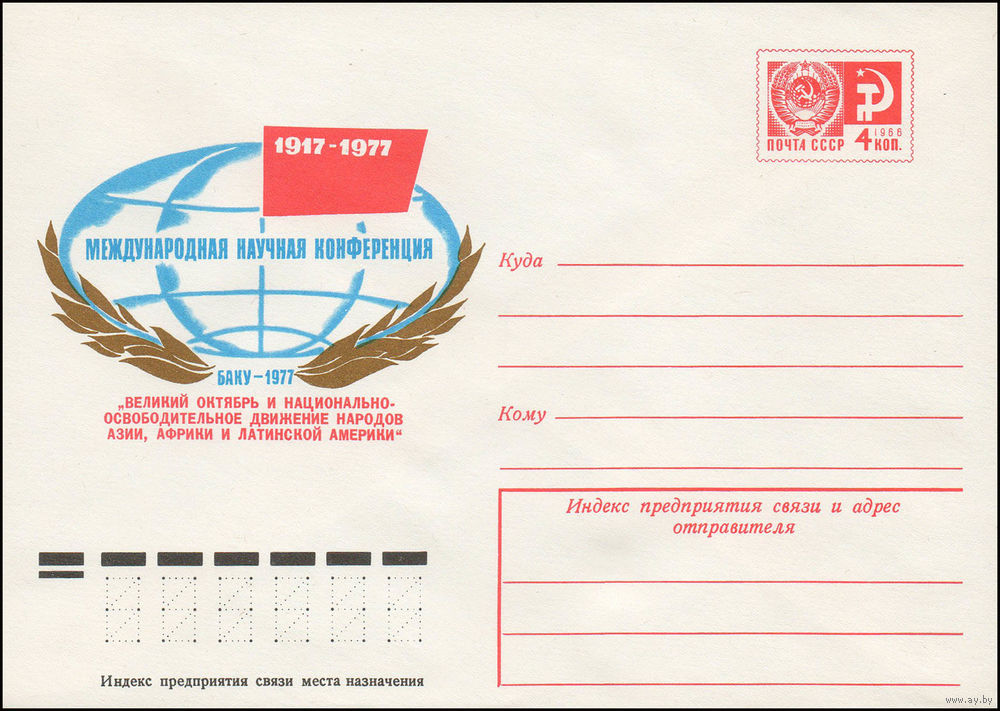 1917-1977
МЕЖДУНАРОДНАЯ НАУЧНАЯ КОНФЕРЕНЦИЯ
БАКУ-1977
„ВЕЛИКИЙ ОКТЯБРЬ И НАЦИОНАЛЬНО-
ОСВОБОДИТЕЛЬНОЕ ДВИЖЕНИЕ НАРОДОВ
АЗИИ, АФРИКИ И ЛАТИНСКОЙ АМЕРИКИ“
1966
ПОЧТА СССР 4 КОП.
Куда
Кому
Индекс предприятия связи и адрес
отправителя
Индекс предприятия связи места назначения
www.ay.by